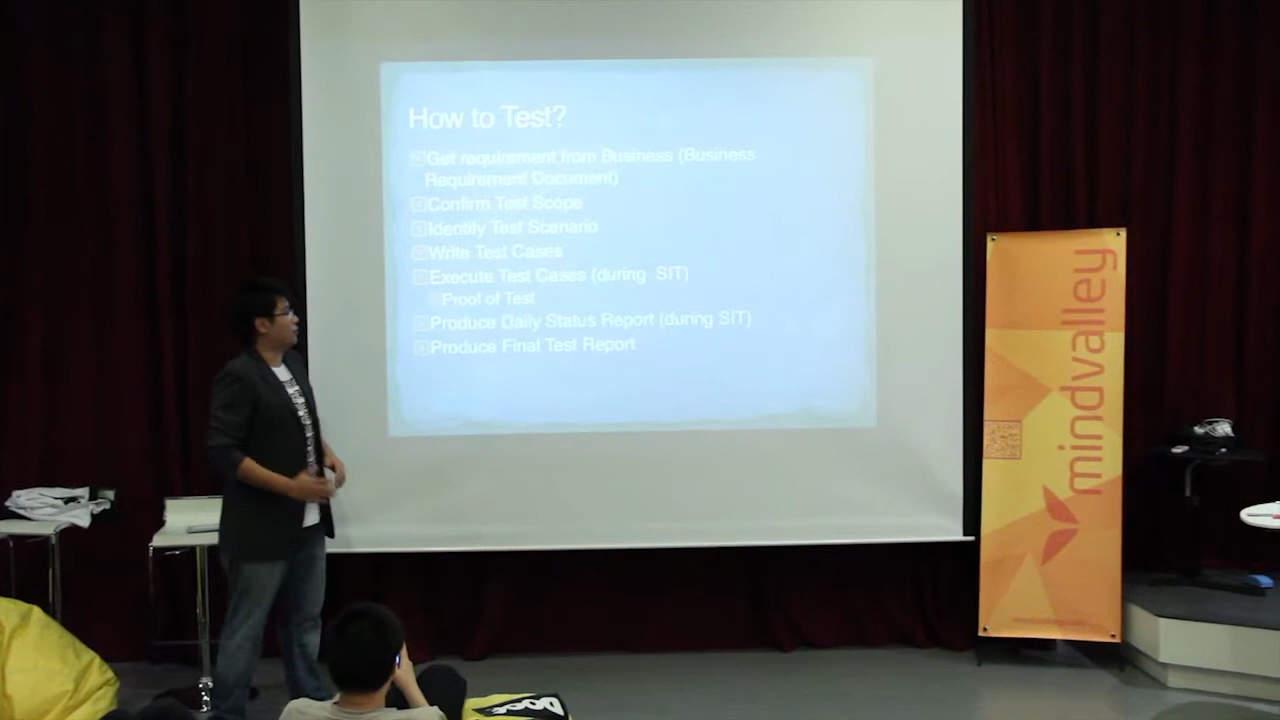 How to Test?
Get requirement from Business (Business
Requirement Document)
Confirm Test Scope
Identify Test Scenario
Write Test Cases
Execute Test Cases (during SIT)
Proof of Test
Produce Daily Status Report (during SIT)
Produce Final Test Report
mindvalley